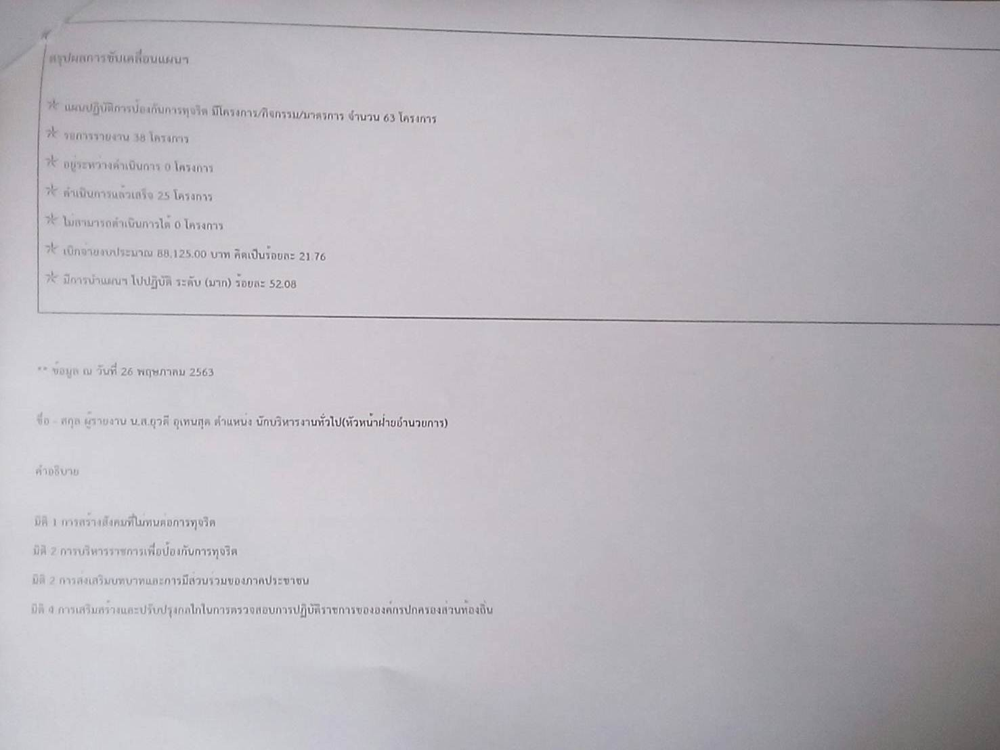 สรุปผลการขับเคลื่อนแผนฯ
* แผนปฏิบัติการป้องกันการทุจริต มีโครงการ/กิจกรรม/มาตรการ จำนวน 63 โครงการ
* รอการรายงาน 38 โครงการ
* อยู่ระหว่างดำเนินการ 0 โครงการ
* ดำเนินการแล้วเสร็จ 25 โครงการ
* ไม่สามารถดำเนินการได้ 0 โครงการ
* เบิกจ่ายงบประมาณ 88,125.00 บาท คิดเป็นร้อยละ 21.76
* มีการนำแผนฯ ไปปฏิบัติ ระดับ (มาก) ร้อยละ 52.08
** ข้อมูล ณ วันที่ 26 พฤษภาคม 2563
ชื่อ - สกุล ผู้รายงาน น.ส.ยุวดี อุเทนสุด ตำแหน่ง นักบริหารงานทั่วไป(หัวหน้าฝ่ายอำนวยการ)
คำอธิบาย
มิติ 1 การสร้างสังคมที่ไม่ทนต่อการทุจริต
มิติ 2 การบริหารราชการเพื่อป้องกันการทุจริต
มิติ 2 การส่งเสริมบทบาทและการมีส่วนร่วมของภาคประชาชน
มิติ 4 การเสริมสร้างและปรับปรุงกลไกในการตรวจสอบการปฏิบัติราชการขององค์กรปกครองส่วนท้องถิ่น